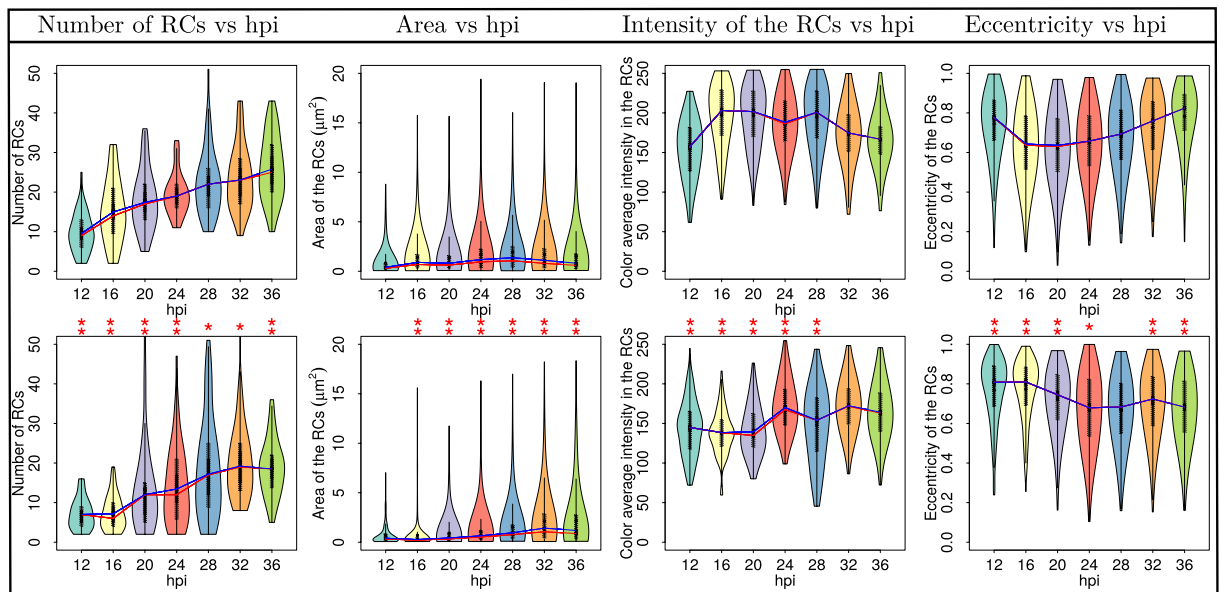 Number of RCs vs hpi
Area vs hpi
Intensity of the RCs vs hpi
Eccentricity vs hpi
Number of RCs
0 10 20 30 40 50
12 16 20 24 28 32 36
hpi
Area of the RCs (μm²)
0 5 10 15 20
12 16 20 24 28 32 36
hpi
Color average intensity in the RCs
0 50 100 150 200 250
12 16 20 24 28 32 36
hpi
Eccentricity of the RCs
0.0 0.2 0.4 0.6 0.8 1.0
12 16 20 24 28 32 36
hpi
** ** ** ** * * **
** ** ** ** ** **
** ** ** ** **
** ** ** * ** **
Number of RCs
0 10 20 30 40 50
12 16 20 24 28 32 36
hpi
Area of the RCs (μm²)
0 5 10 15 20
12 16 20 24 28 32 36
hpi
Color average intensity in the RCs
0 50 100 150 200 250
12 16 20 24 28 32 36
hpi
Eccentricity of the RCs
0.0 0.2 0.4 0.6 0.8 1.0
12 16 20 24 28 32 36
hpi